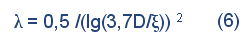 λ = 0,5 /(lg(3,7D/ξ)) ² (6)